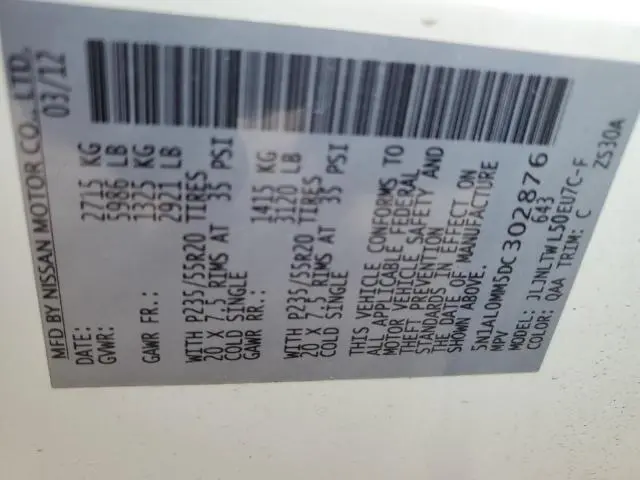 MFD BY NISSAN MOTOR CO., LTD.
DATE: 03/12
GVWR: 2715 KG
5986 LB
GAWR FR.: 1325 KG
2921 LB
WITH P235/55R20 TIRES
20 X 7.5 RIMS AT 35 PSI
COLD SINGLE
GAWR RR.: 1415 KG
3120 LB
WITH P235/55R20 TIRES
20 X 7.5 RIMS AT 35 PSI
COLD SINGLE
THIS VEHICLE CONFORMS TO
ALL APPLICABLE FEDERAL
MOTOR VEHICLE SAFETY AND
THEFT PREVENTION
STANDARDS IN EFFECT ON
THE DATE OF MANUFACTURE
SHOWN ABOVE.
5N1AL0MM5DC302876
MPV 643
MODEL: JLJNLTWL50EU7C-F
COLOR: QAA TRIM: C ZS30A